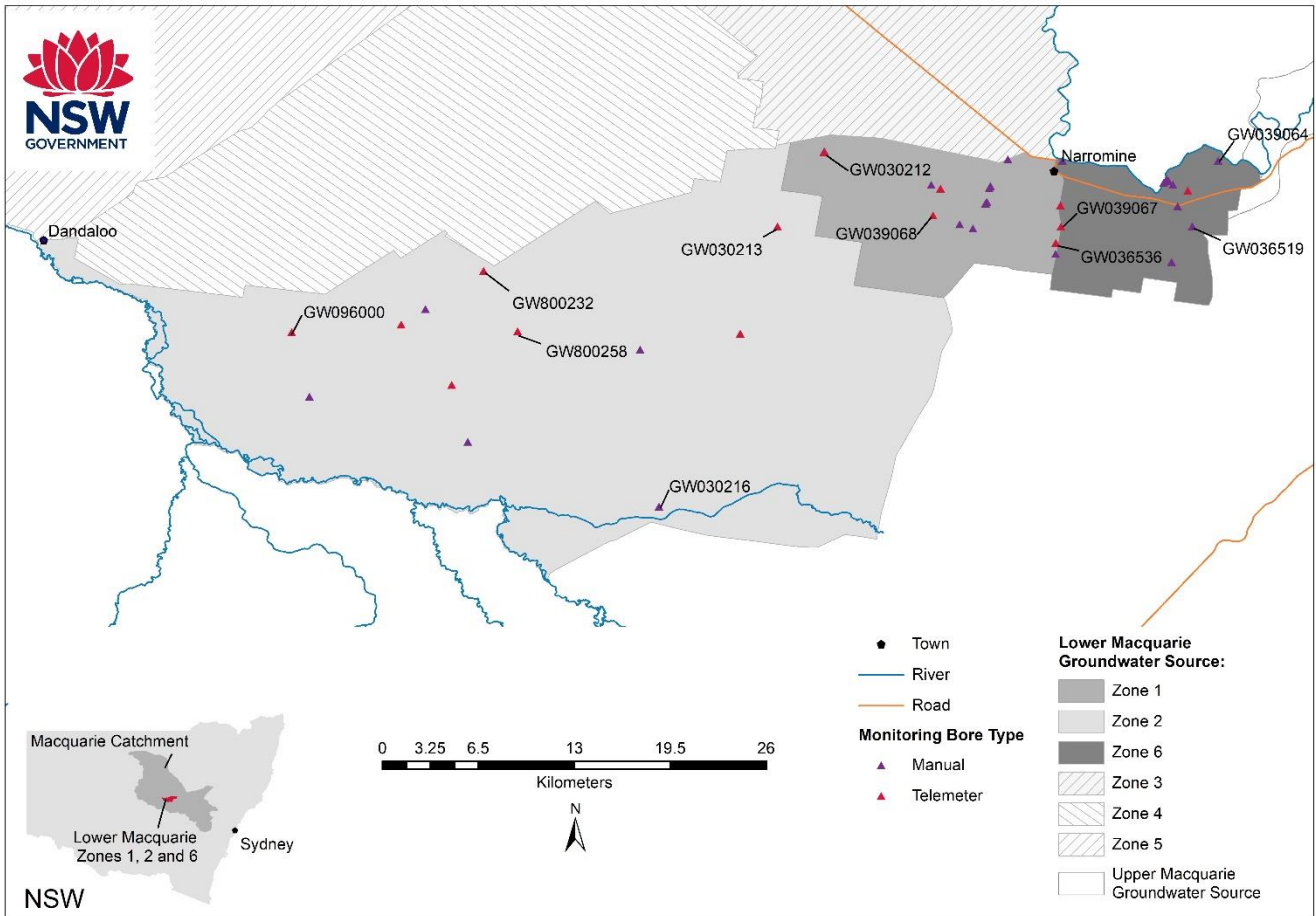 NSW
GOVERNMENT
GW039064
Narromine
GW030212
GW039067
GW039068
GW036519
Dandaloo
GW030213
GW036536
GW800232
GW096000
GW800258
GW030216
Town
River
Road
Monitoring Bore Type
Manual
Telemeter
Lower Macquarie
Groundwater Source:
Zone 1
Zone 2
Zone 6
Zone 3
Zone 4
Zone 5
Upper Macquarie
Groundwater Source
Macquarie Catchment
Lower Macquarie
Zones 1, 2 and 6
Sydney
NSW
0 3.25 6.5 13 19.5 26
Kilometers
N